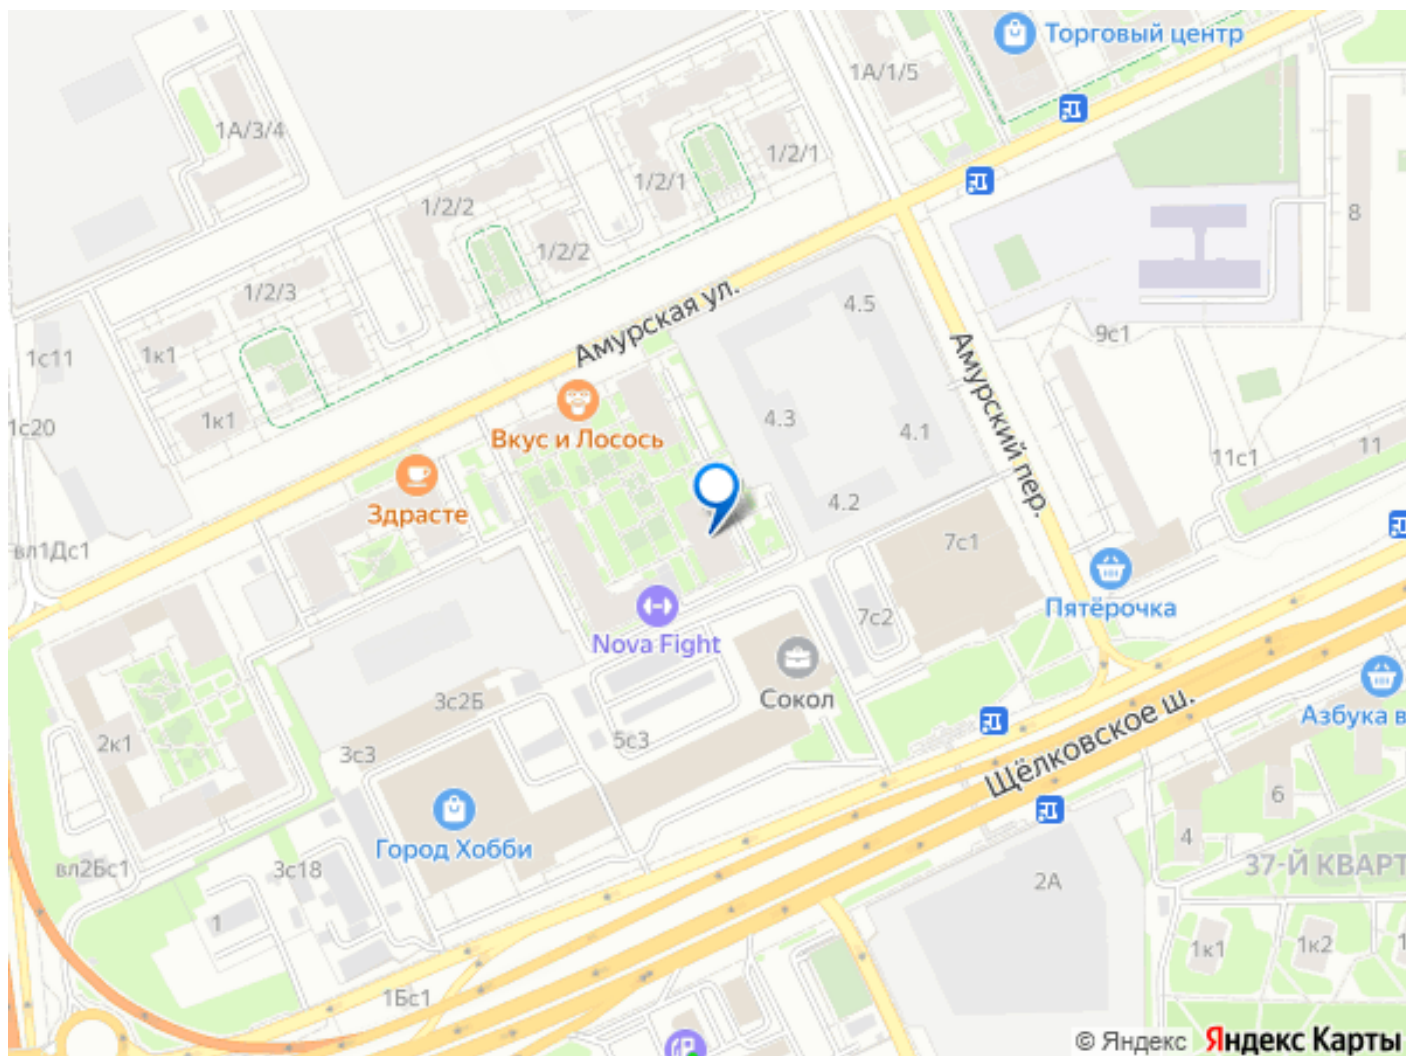 Торговый центр
1А/1/5
1А/3/4
1/2/1
1/2/1
1/2/2
8
1/2/2
1/2/3
4.5
Амурская ул.
9с1
1с11
1к1
Амурский пер.
1к1
4.3
1с20
Вкус и Лосось
4.1
11
11с1
4.2
Здрасте
7с1
вл1Дс1
Пятёрочка
7с2
Nova Fight
Сокол
3с2Б
Азбука в
5с3
2к1
3с3
Щёлковское ш.
6
4
Город Хобби
37-Й КВАРТ
вл2Бс1
3с18
2А
1
1к1
1к2
1
1Бс1
© Яндекс Яндекс Карты